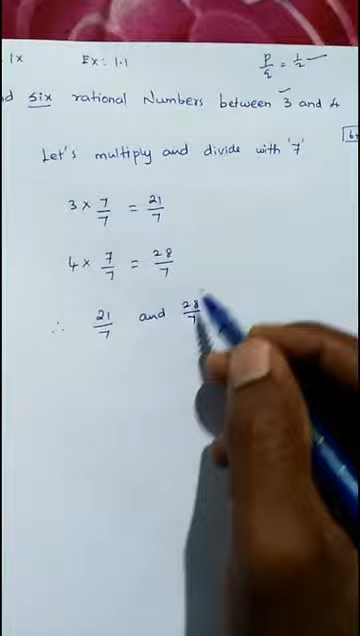 IX Ex: 1.1 p/q = 1/2
six rational Numbers between 3 and 4
Let's multiply and divide with '7'
3 × 7/7 = 21/7
4 × 7/7 = 28/7
∴ 21/7 and 28/7